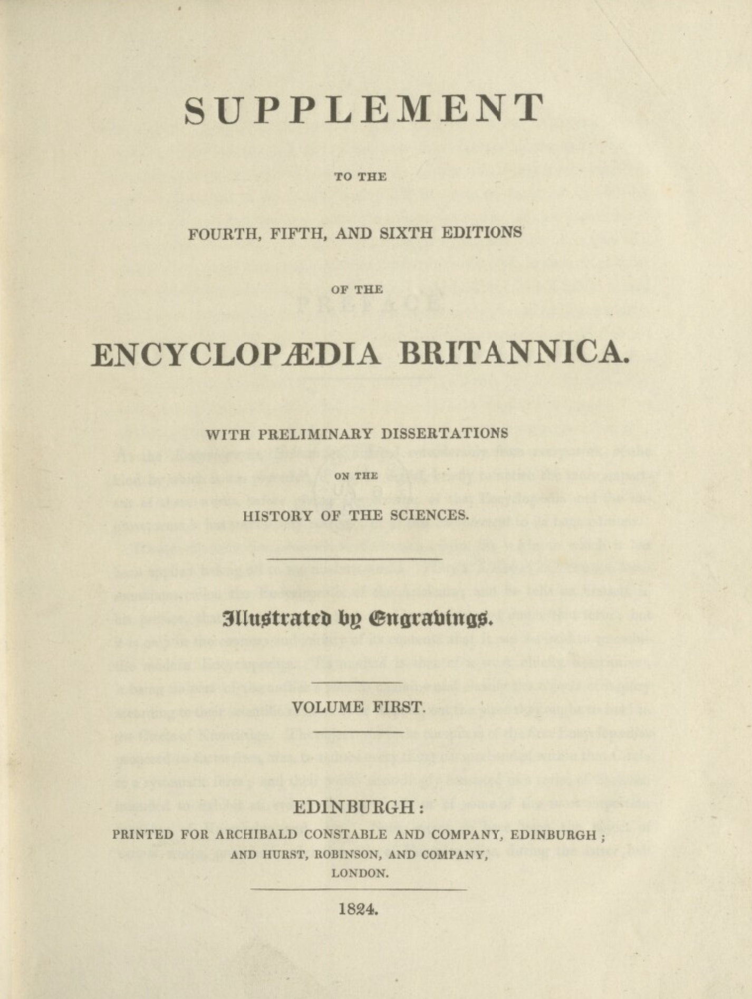 SUPPLEMENT
TO THE
FOURTH, FIFTH, AND SIXTH EDITIONS
OF THE
ENCYCLOPÆDIA BRITANNICA.
WITH PRELIMINARY DISSERTATIONS
ON THE
HISTORY OF THE SCIENCES.
Illustrated by Engravings.
VOLUME FIRST.
EDINBURGH:
PRINTED FOR ARCHIBALD CONSTABLE AND COMPANY, EDINBURGH;
AND HURST, ROBINSON, AND COMPANY,
LONDON.
1824.